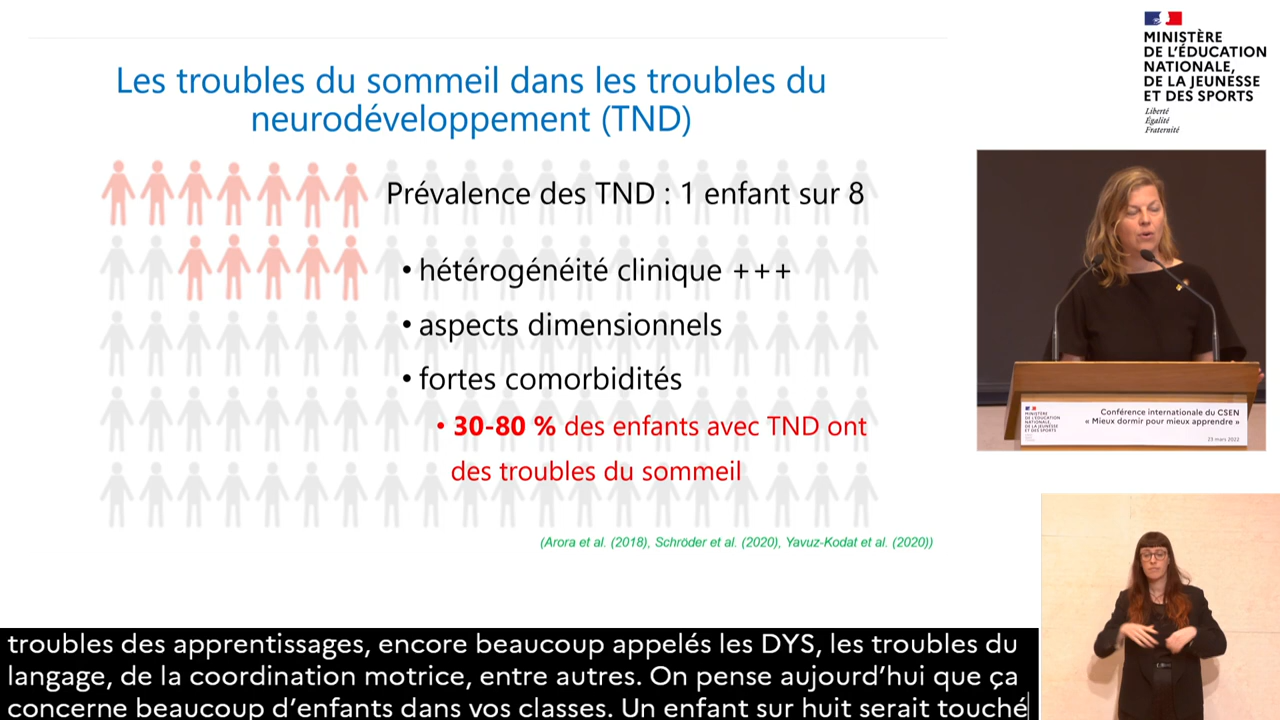 Les troubles du sommeil dans les troubles du
neurodéveloppement (TND)
Prévalence des TND : 1 enfant sur 8
• hétérogénéité clinique +++
• aspects dimensionnels
• fortes comorbidités
• 30-80 % des enfants avec TND ont
des troubles du sommeil
(Arora et al. (2018), Schröder et al. (2020), Yavuz-Kodat et al. (2020))
MINISTÈRE
DE L'ÉDUCATION
NATIONALE,
DE LA JEUNESSE
ET DES SPORTS
Liberté
Égalité
Fraternité
MINISTÈRE
DE L'ÉDUCATION
NATIONALE,
DE LA JEUNESSE
ET DES SPORTS
Conférence internationale du CSEN
« Mieux dormir pour mieux apprendre »
23 mars 2022
troubles des apprentissages, encore beaucoup appelés les DYS, les troubles du
langage, de la coordination motrice, entre autres. On pense aujourd'hui que ça
concerne beaucoup d'enfants dans vos classes. Un enfant sur huit serait touché